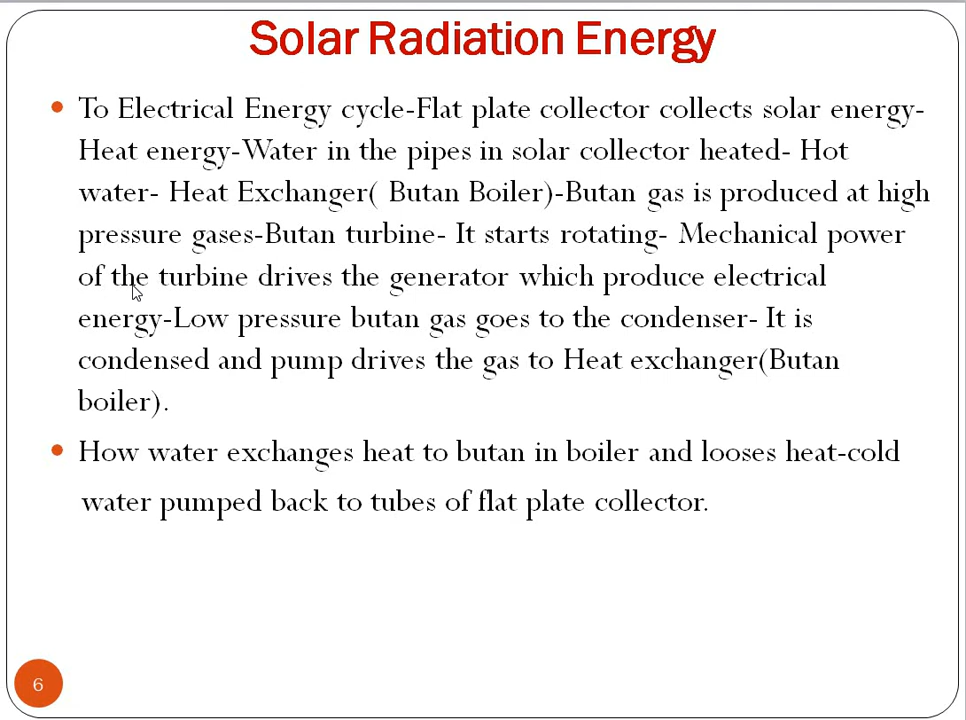 Solar Radiation Energy
• To Electrical Energy cycle-Flat plate collector collects solar energy-
Heat energy-Water in the pipes in solar collector heated- Hot
water- Heat Exchanger( Butan Boiler)-Butan gas is produced at high
pressure gases-Butan turbine- It starts rotating- Mechanical power
of the turbine drives the generator which produce electrical
energy-Low pressure butan gas goes to the condenser- It is
condensed and pump drives the gas to Heat exchanger(Butan
boiler).
• How water exchanges heat to butan in boiler and looses heat-cold
water pumped back to tubes of flat plate collector.
6